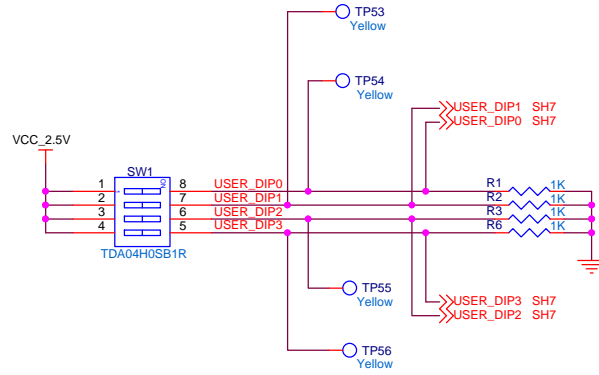 TP53
Yellow
TP54
Yellow
USER_DIP1 SH7
USER_DIP0 SH7
VCC_2.5V
SW1
ON
1 8 USER_DIP0 R1 1K
2 7 USER_DIP1 R2 1K
3 6 USER_DIP2 R3 1K
4 5 USER_DIP3 R6 1K
TDA04H0SB1R
TP55
Yellow
USER_DIP3 SH7
USER_DIP2 SH7
TP56
Yellow